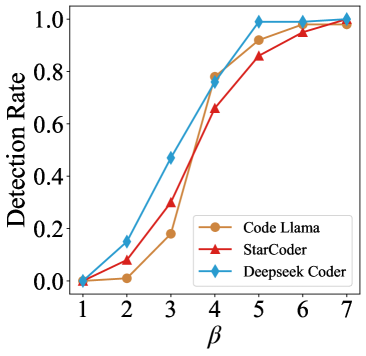 Detection Rate
1.0
0.8
0.6
0.4
0.2
0.0
Code Llama
StarCoder
Deepseek Coder
1 2 3 4 5 6 7
β